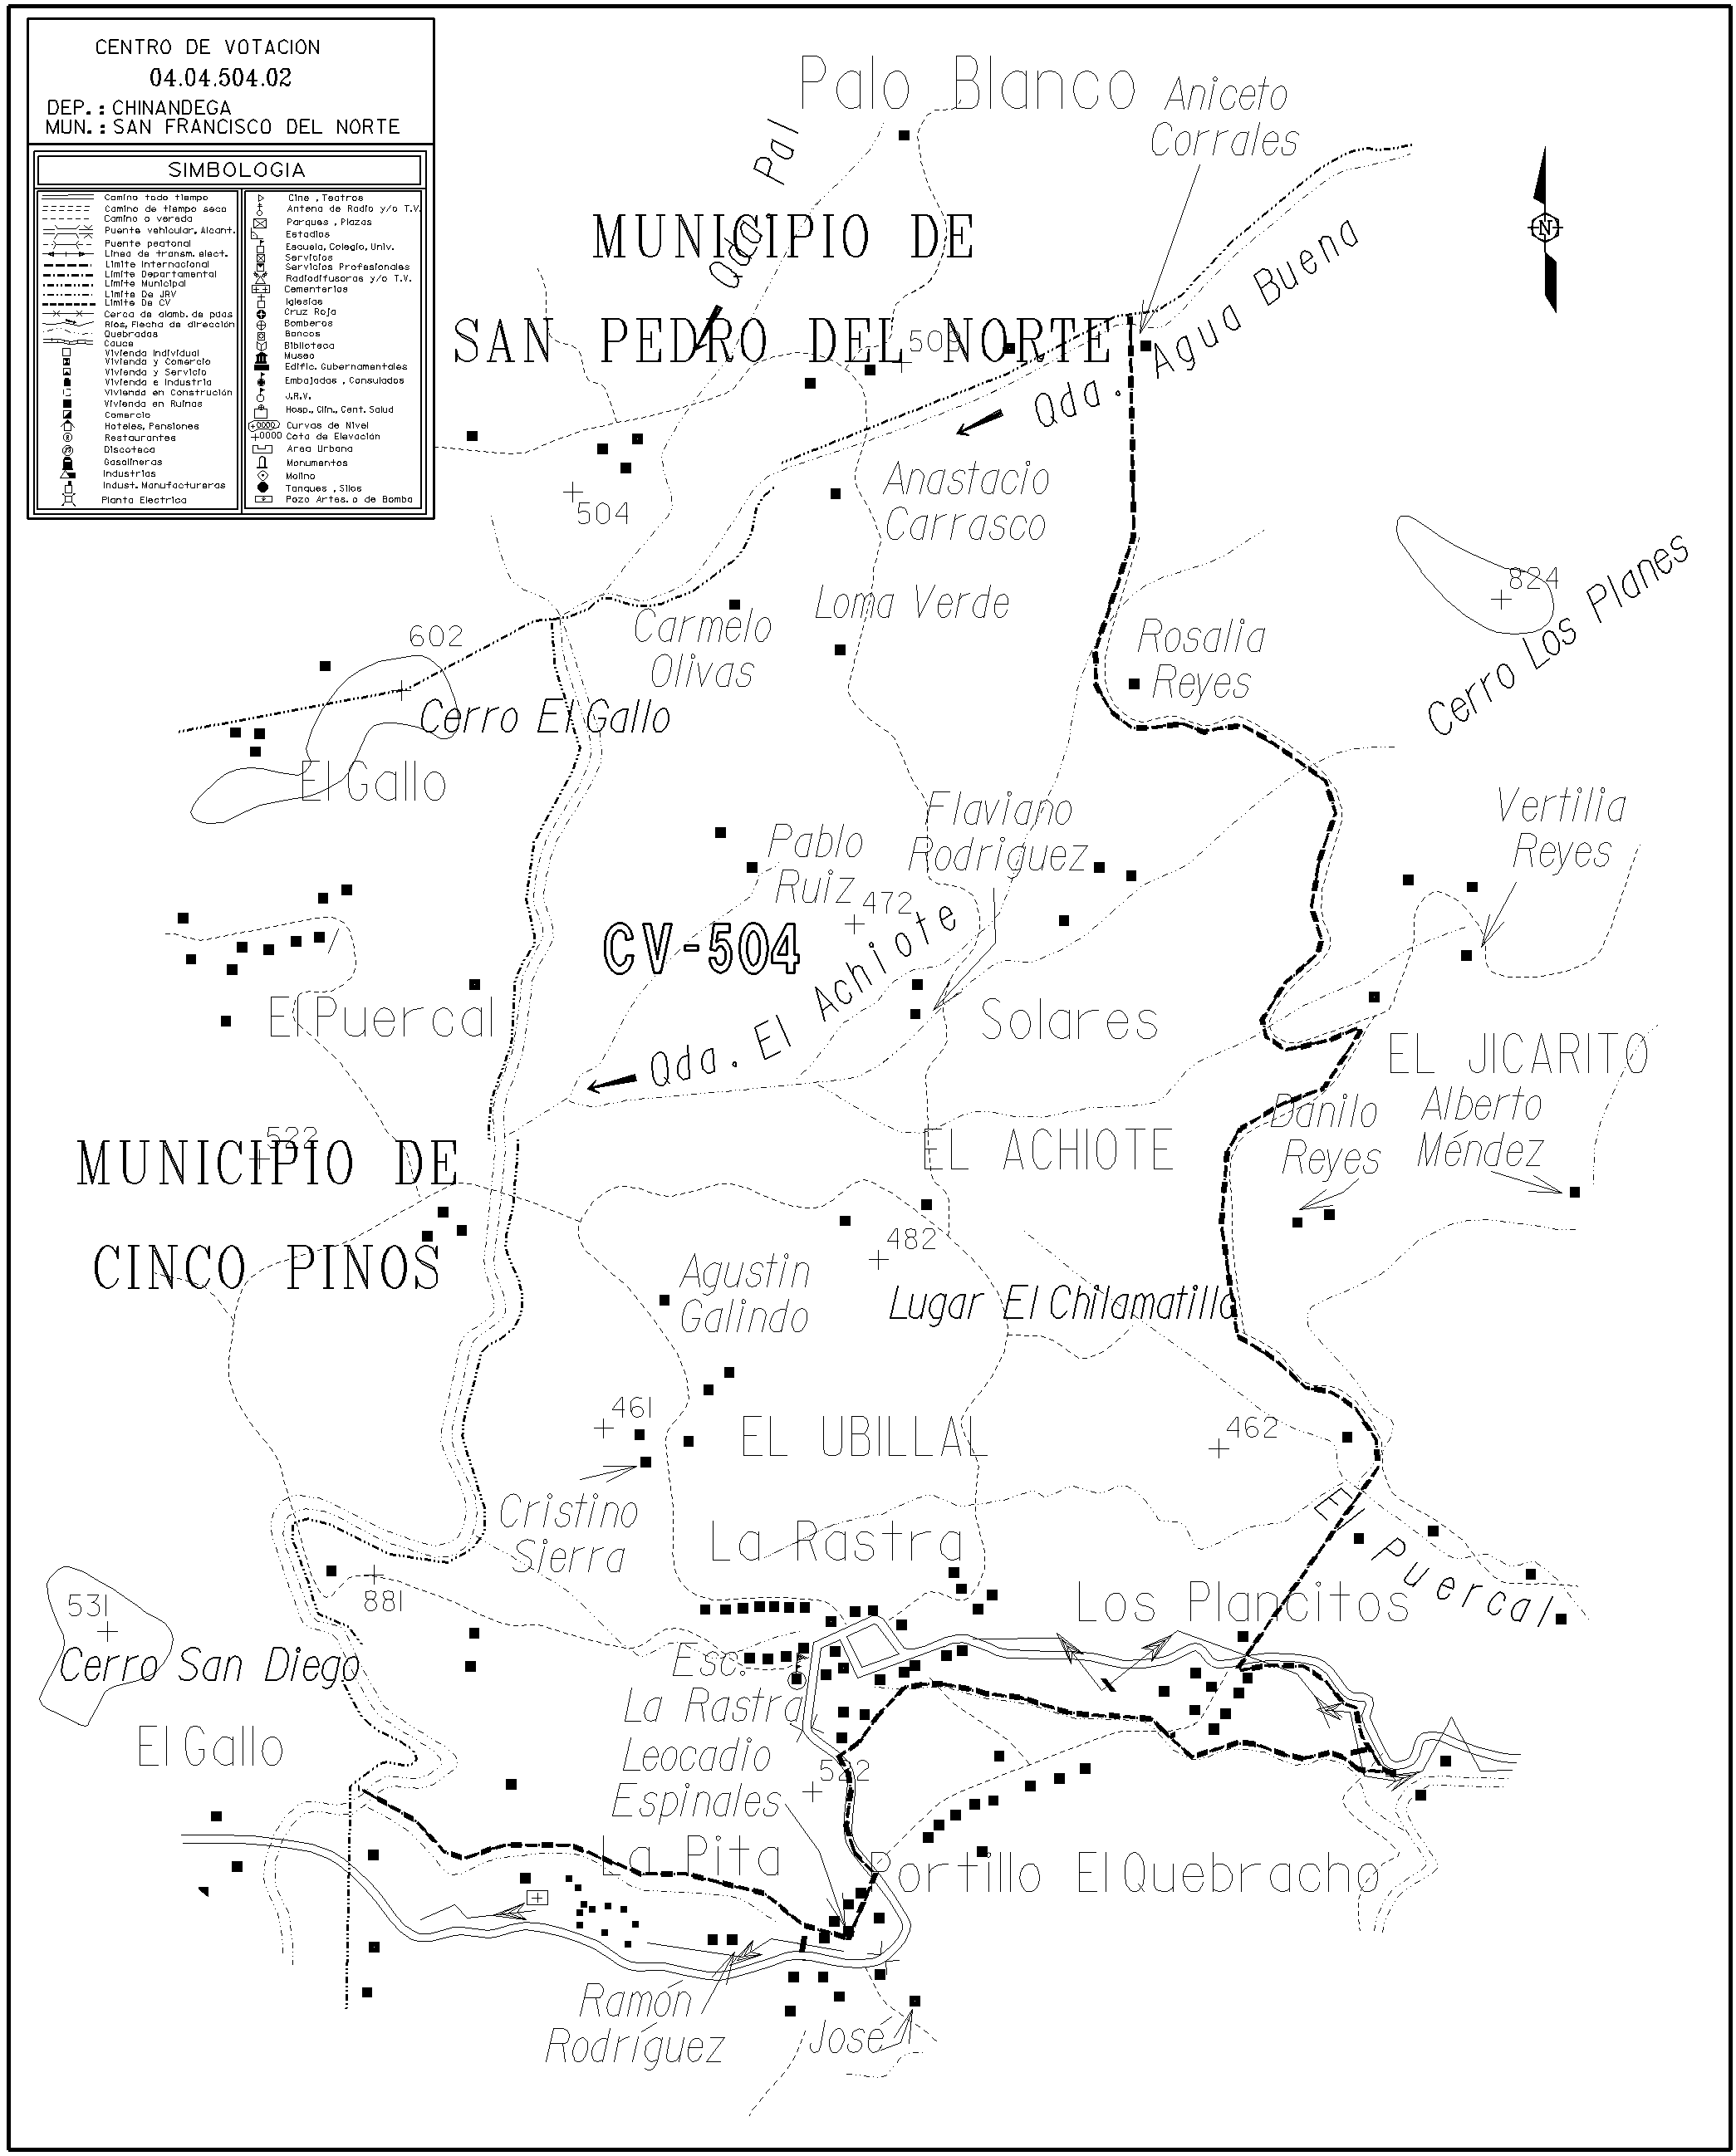 CENTRO DE VOTACION
04.04.504.02
DEP.: CHINANDEGA
MUN.: SAN FRANCISCO DEL NORTE
SIMBOLOGIA
Camino todo tiempo
Camino de tiempo seco
Camino o vereda
Puente vehicular, Alcant.
Puente peatonal
Linea de transm. elect.
Limite Internacional
Limite Departamental
Limite Municipal
Limite De JRV
Limite De CV
Cerca de alamb. de puas
Rios, Flecha de dirección
Quebradas
Cauce
Vivienda Individual
Vivienda y Comercio
Vivienda y Servicio
Vivienda e Industria
Vivienda en Construción
Vivienda en Ruinas
Comercio
Hoteles, Pensiones
Restaurantes
Discoteca
Gasolineras
Industrias
Indust. Manufactureras
Planta Electrica
Cine , Teatros
Antena de Radio y/o T.V.
Parques , Plazas
Estadios
Escuela, Colegio, Univ.
Servicios
Servicios Profesionales
Radiodifusoras y/o T.V.
Cementerios
Iglesias
Cruz Roja
Bomberos
Bancos
Biblioteca
Museo
Edific. Gubernamentales
Embajadas , Consulados
J.R.V.
Hosp., Clin., Cent. Salud
Curvas de Nivel
Cota de Elevación
Area Urbana
Monumentos
Molino
Tanques , Silos
Pozo Artes. o de Bomba
Palo Blanco
Aniceto
Corrales
Qda. Pal
MUNICIPIO DE
SAN PEDRO DEL NORTE
N
Qda. Agua Buena
504
Anastacio
Carrasco
824
Cerro Los Planes
Loma Verde
Carmelo
Olivas
602
Rosalia
Reyes
Cerro El Gallo
El Gallo
Flaviano
Rodriguez
Vertilia
Reyes
Pablo
Ruiz
472
CV-504
El Puercal
Solares
Qda. El Achiote
EL JICARITO
Danilo
Reyes
Alberto
Méndez
522
MUNICIPIO DE
CINCO PINOS
EL ACHIOTE
482
Agustin
Galindo
Lugar El Chilamatillo
461
EL UBILLAL
462
Cristino
Sierra
La Rastra
El Puercal
881
531
Los Plancitos
Cerro San Diego
Esc.
La Rastra
El Gallo
Leocadio
Espinales
522
La Pita
Portillo El Quebracho
Ramón
Rodríguez
Jose